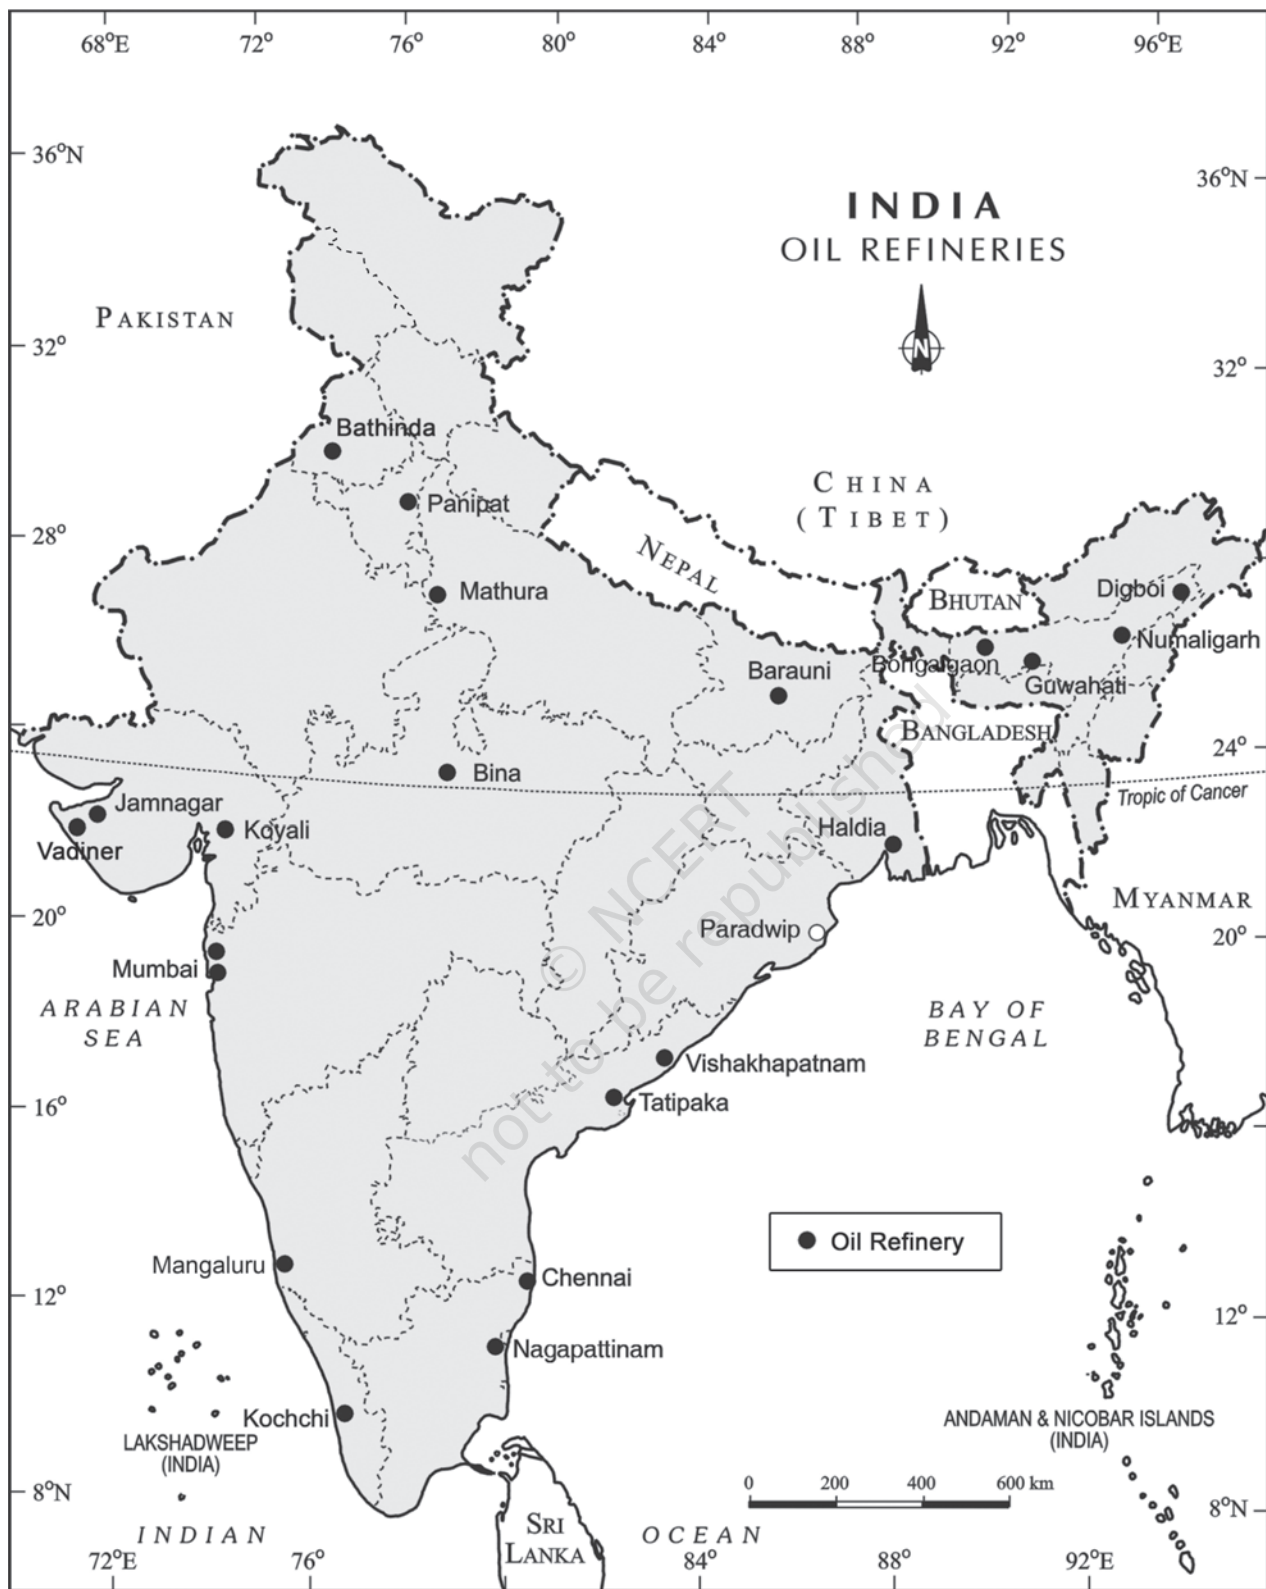 68°E 72° 76° 80° 84° 88° 92° 96°E
36°N
36°N
INDIA
OIL REFINERIES
N
PAKISTAN
32°
32°
Bathinda
CHINA
(TIBET)
Panipat
28°
NEPAL
Mathura
BHUTAN
Digboi
Numaligarh
Bongaigaon
Guwahati
Barauni
BANGLADESH
24°
Bina
Tropic of Cancer
Jamnagar
Koyali
Vadiner
Haldia
© NCERT
not to be republished
MYANMAR
20°
20°
Paradwip
Mumbai
ARABIAN
SEA
BAY OF
BENGAL
Vishakhapatnam
Tatipaka
16°
Oil Refinery
Mangaluru
Chennai
12°
12°
Nagapattinam
Kochchi
LAKSHADWEEP
(INDIA)
ANDAMAN & NICOBAR ISLANDS
(INDIA)
0 200 400 600 km
8°N
8°N
INDIAN OCEAN
SRI
LANKA
72°E 76° 84° 88° 92°E